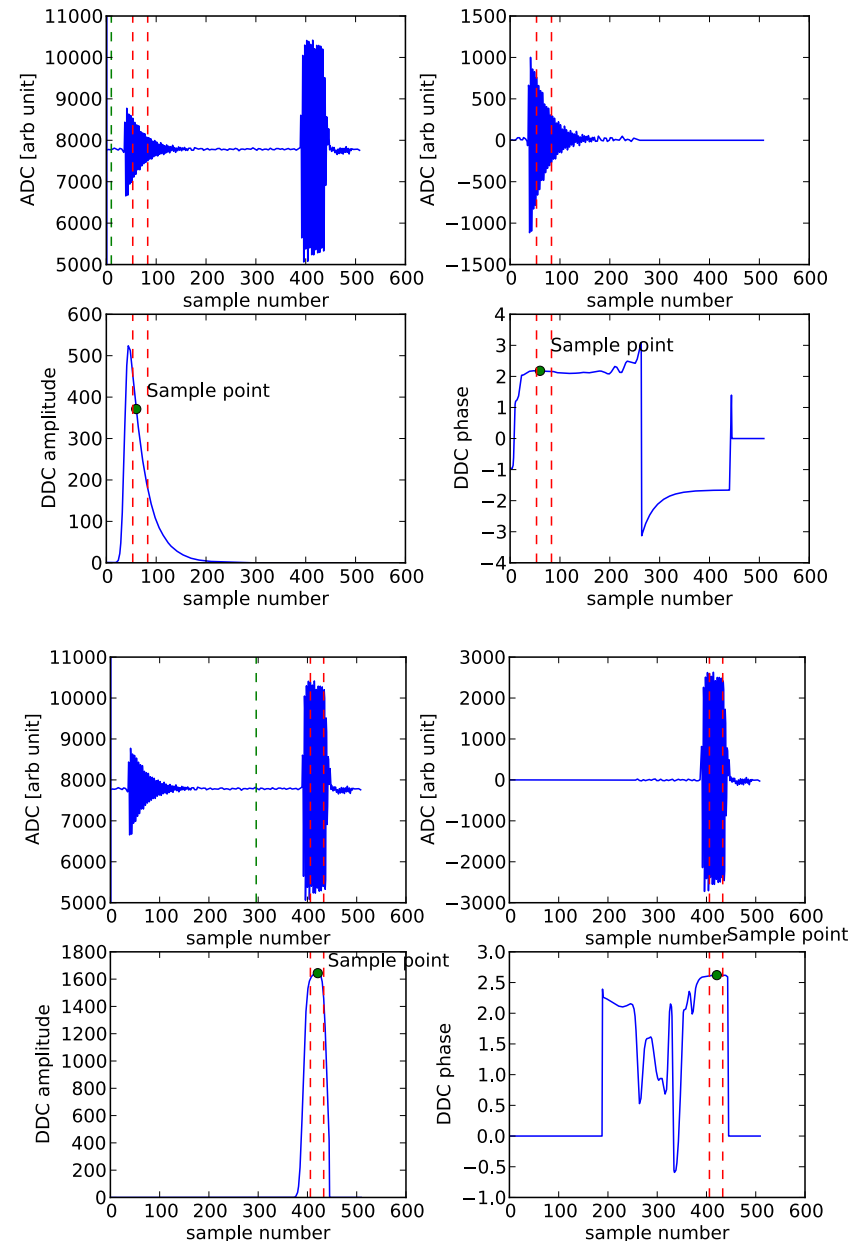 11000
10000
9000
8000
7000
6000
5000
ADC [arb unit]
0 100 200 300 400 500 600
sample number
1500
1000
500
0
−500
−1000
−1500
ADC [arb unit]
0 100 200 300 400 500 600
sample number
600
500
400
300
200
100
0
DDC amplitude
Sample point
0 100 200 300 400 500 600
sample number
4
3
2
1
0
−1
−2
−3
−4
DDC phase
Sample point
0 100 200 300 400 500 600
sample number
11000
10000
9000
8000
7000
6000
5000
ADC [arb unit]
0 100 200 300 400 500 600
sample number
3000
2000
1000
0
−1000
−2000
−3000
ADC [arb unit]
0 100 200 300 400 500 600
sample number
1800
1600
1400
1200
1000
800
600
400
200
0
DDC amplitude
Sample point
0 100 200 300 400 500 600
sample number
3.0
2.5
2.0
1.5
1.0
0.5
0.0
−0.5
−1.0
DDC phase
Sample point
0 100 200 300 400 500 600
sample number